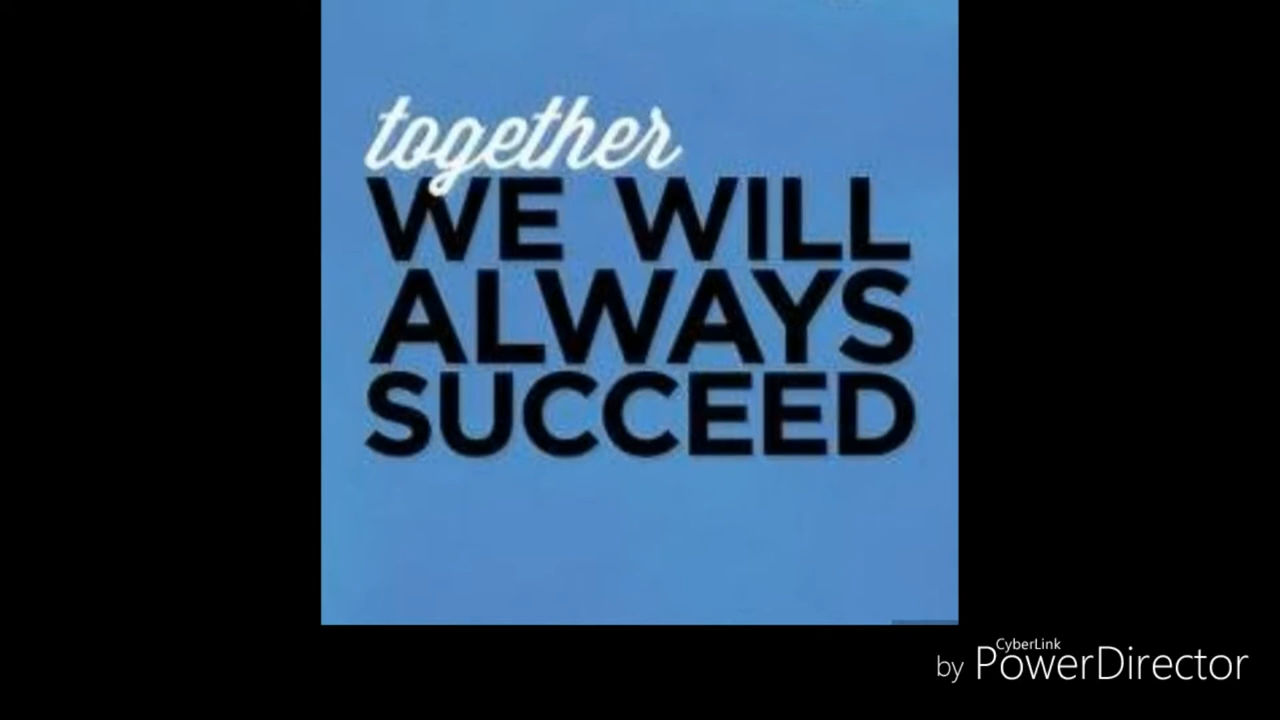 together
WE WILL
ALWAYS
SUCCEED
CyberLink
by PowerDirector